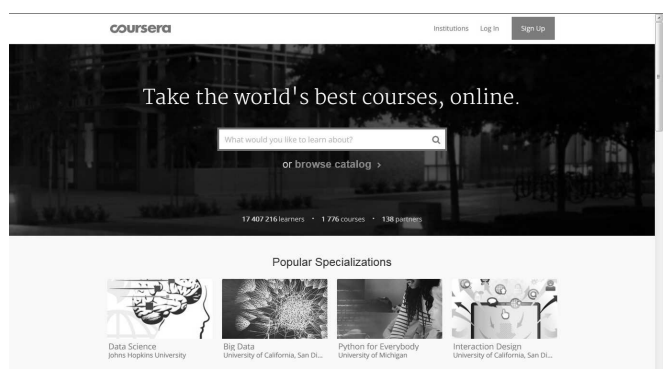 coursera
Institutions Log In Sign Up
Take the world's best courses, online.
What would you like to learn about?
or browse catalog ›
17 407 216 learners • 1 776 courses • 138 partners
Popular Specializations
Data Science
Johns Hopkins University
Big Data
University of California, San Di...
Python for Everybody
University of Michigan
Interaction Design
University of California, San Di...